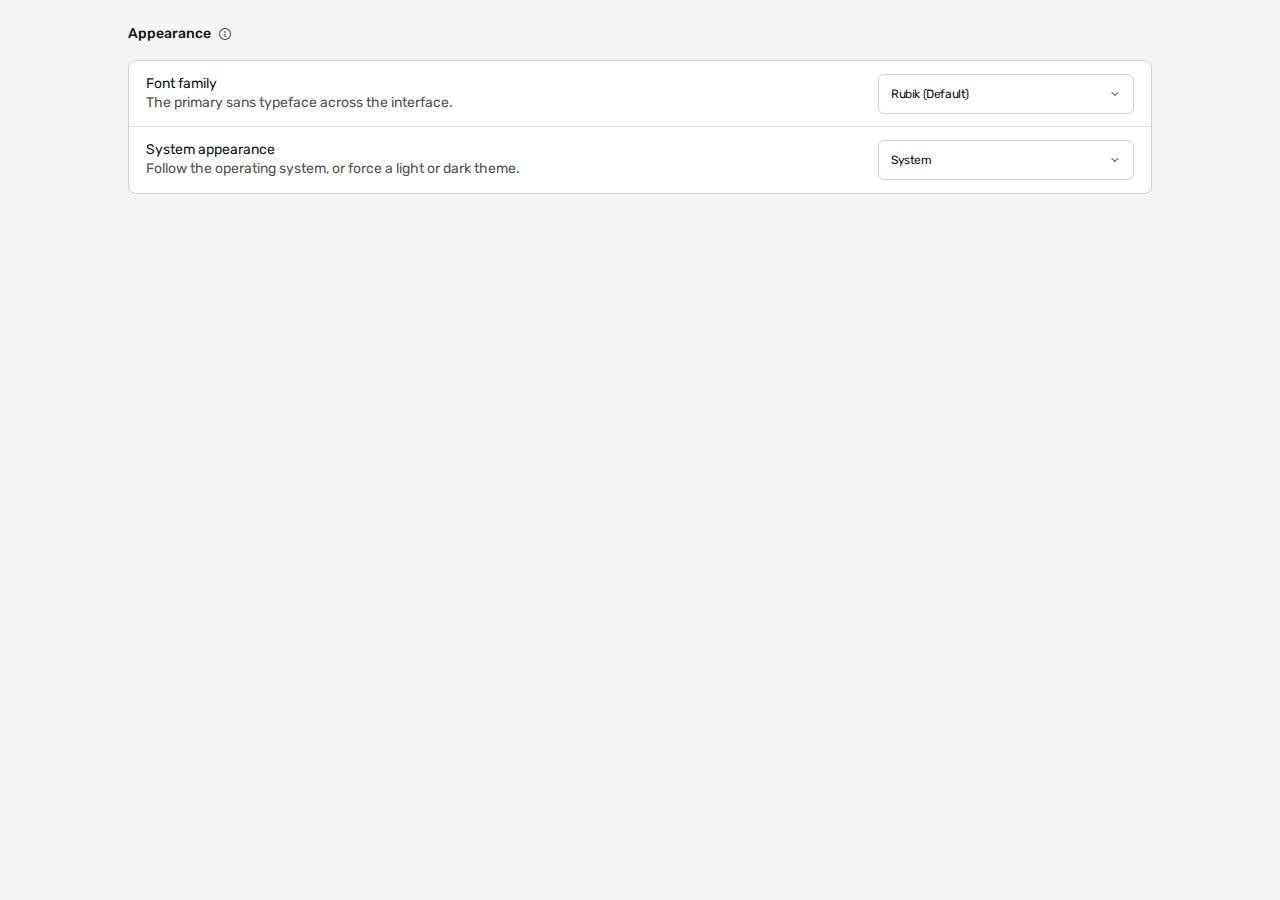 Appearance
Font family
The primary sans typeface across the interface.
Rubik (Default)
System appearance
Follow the operating system, or force a light or dark theme.
System